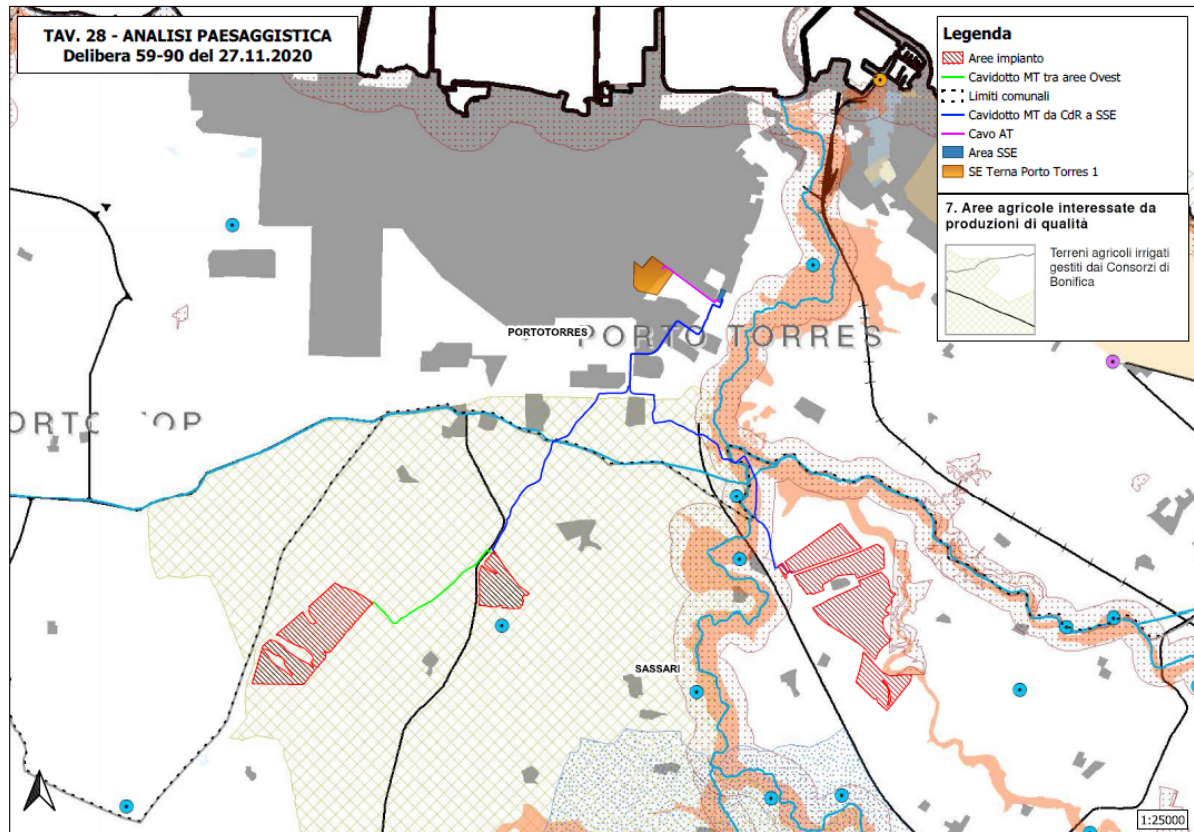 TAV. 28 - ANALISI PAESAGGISTICA
Delibera 59-90 del 27.11.2020
Legenda
Aree impianto
Cavidotto MT tra aree Ovest
Limiti comunali
Cavidotto MT da CdR a SSE
Cavo AT
Area SSE
SE Terna Porto Torres 1
7. Aree agricole interessate da
produzioni di qualità
Terreni agricoli irrigati
gestiti dai Consorzi di
Bonifica
PORTOTORRES
PORTO TORRES
SASSARI
1:25000